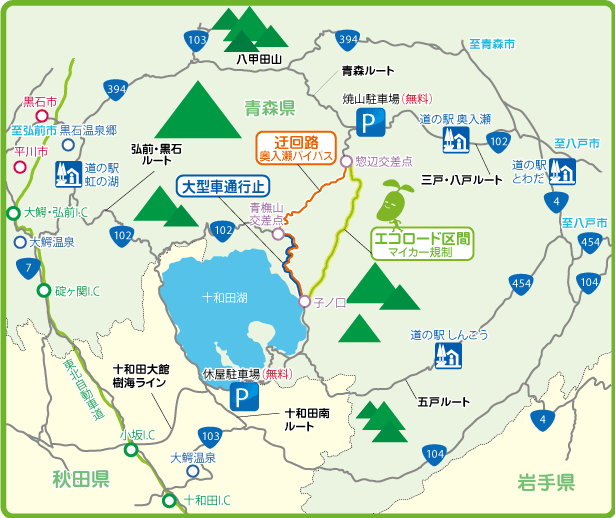 103
八甲田山
394
至青森市
青森ルート
394
黒石市
至弘前市
黒石温泉郷
平川市
道の駅
虹の湖
弘前・黒石
ルート
青森県
焼山駐車場(無料)
P
道の駅 奥入瀬
102
至八戸市
迂回路
奥入瀬バイパス
惣辺交差点
三戸・八戸ルート
道の駅
とわだ
大型車通行止
青橅山
交差点
4
至八戸市
大鰐・弘前I.C
大鰐温泉
102
102
エコロード区間
マイカー規制
454
7
碇ヶ関I.C
十和田湖
子ノ口
454
104
道の駅 しんごう
東北自動車道
十和田大館
樹海ライン
休屋駐車場(無料)
P
五戸ルート
十和田南
ルート
4
小坂I.C
103
大鰐温泉
104
秋田県
十和田I.C
岩手県